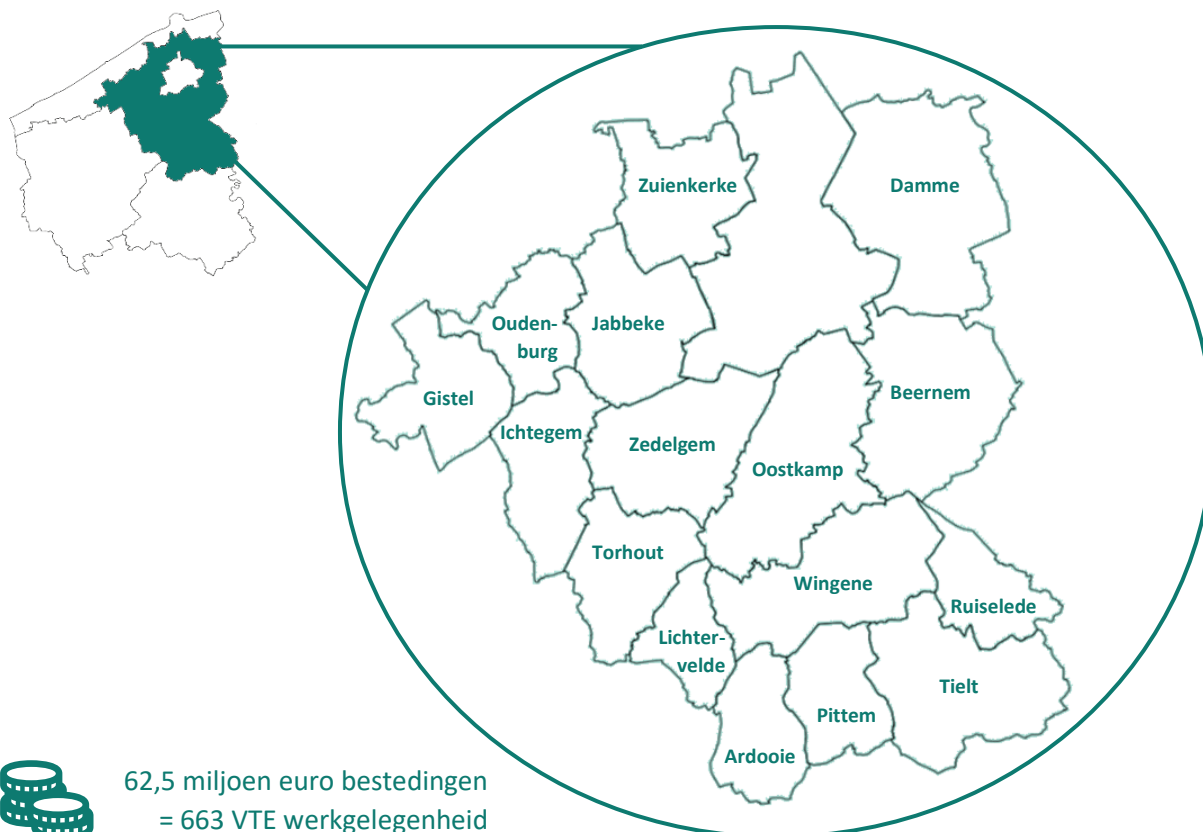 Zuienkerke
Damme
Ouden-
burg
Jabbeke
Gistel
Beernem
Ichtegem
Zedelgem
Oostkamp
Torhout
Wingene
Ruiselede
Lichter-
velde
Tielt
Pittem
Ardooie
62,5 miljoen euro bestedingen
= 663 VTE werkgelegenheid